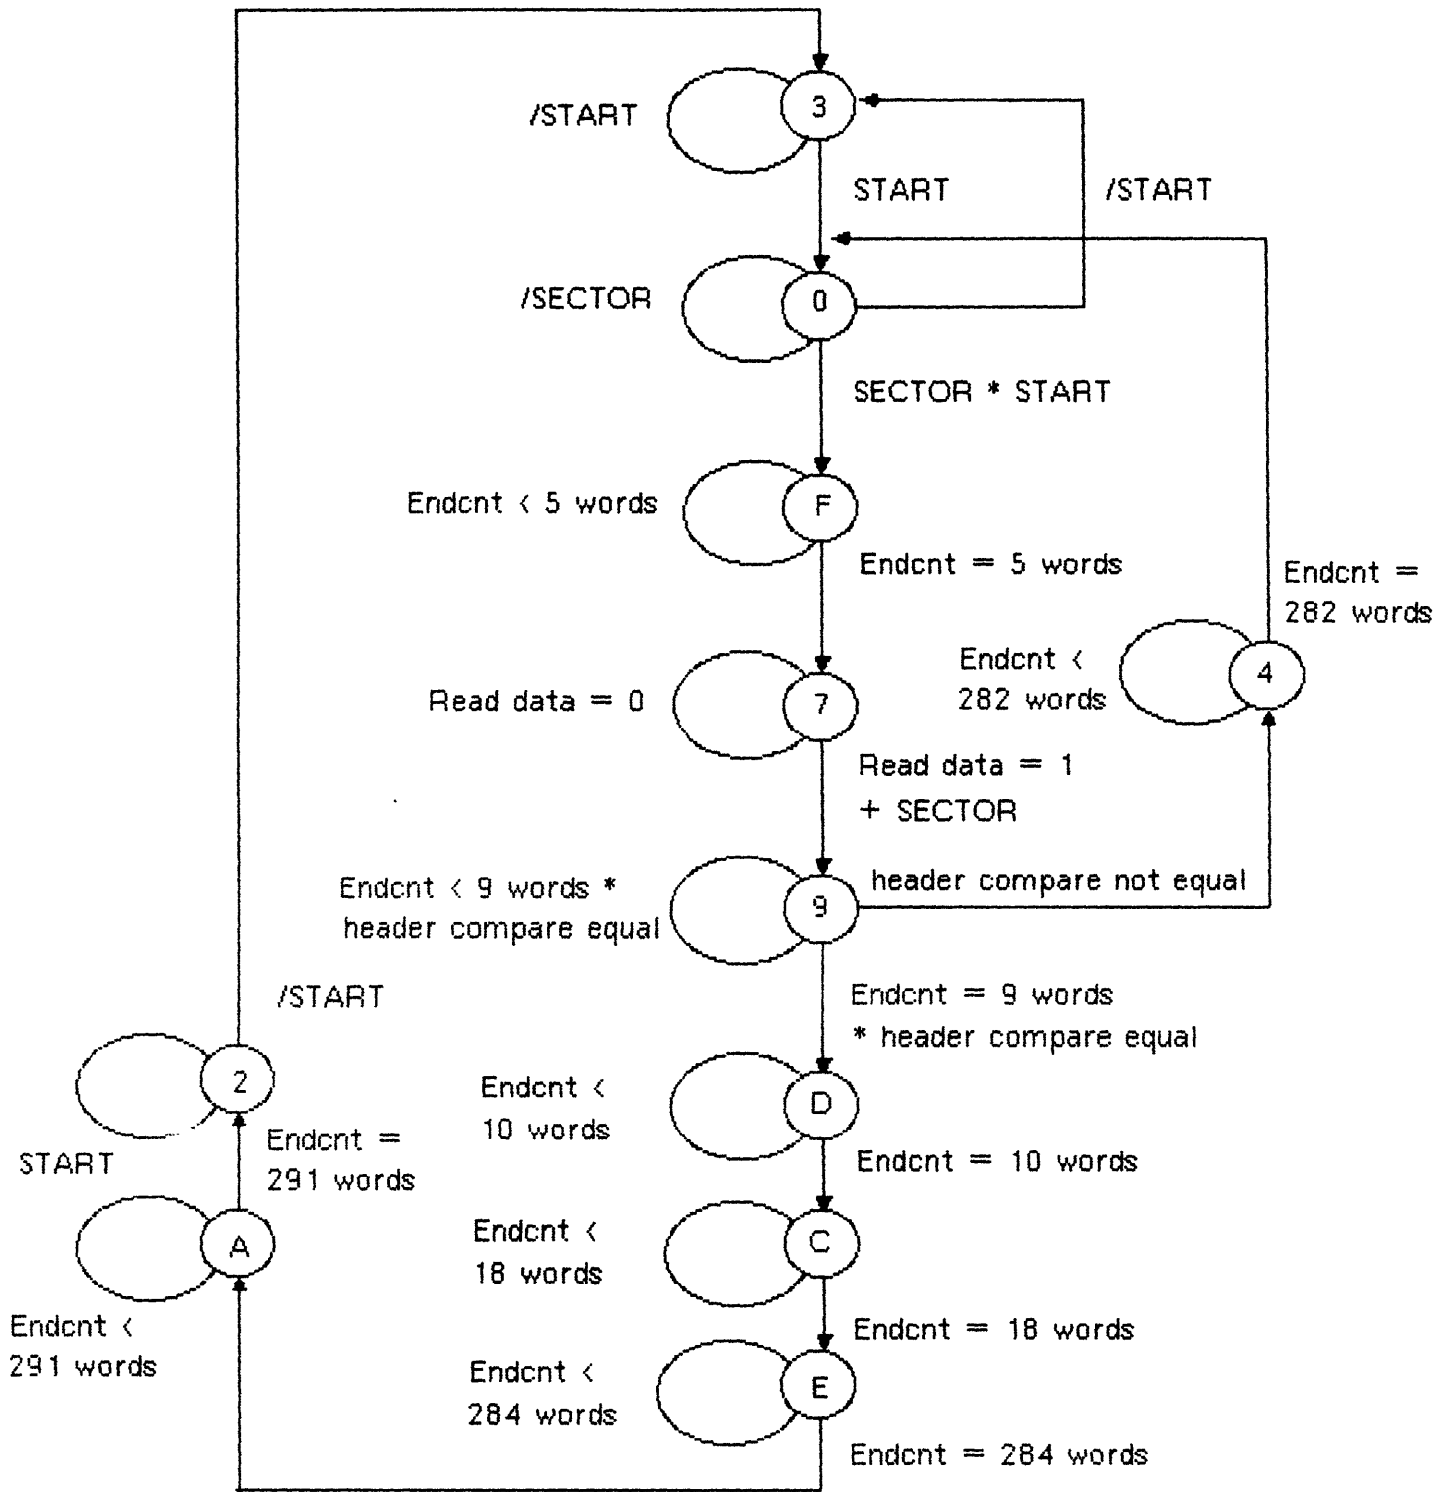 3
/START
START
/START
/SECTOR
0
SECTOR * START
Endcnt < 5 words
F
Endcnt = 5 words
Endcnt =
282 words
Endcnt <
282 words
4
Read data = 0
7
Read data = 1
+ SECTOR
Endcnt < 9 words *
header compare equal
9
header compare not equal
Endcnt = 9 words
* header compare equal
/START
2
Endcnt <
10 words
D
Endcnt =
291 words
START
Endcnt = 10 words
Endcnt <
18 words
C
A
Endcnt <
291 words
Endcnt = 18 words
Endcnt <
284 words
E
Endcnt = 284 words